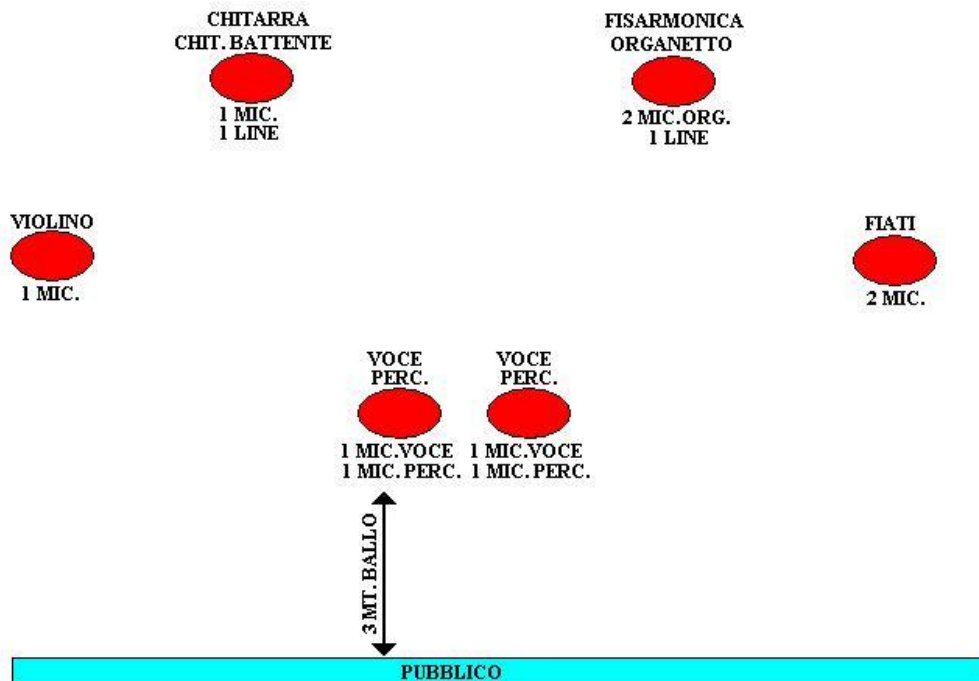 CHITARRA
CHIT. BATTENTE
1 MIC.
1 LINE
FISARMONICA
ORGANETTO
2 MIC.ORG.
1 LINE
VIOLINO
1 MIC.
FIATI
2 MIC.
VOCE
PERC.
1 MIC.VOCE
1 MIC.PERC.
VOCE
PERC.
1 MIC.VOCE
1 MIC.PERC.
3 MT. BALLO
PUBBLICO